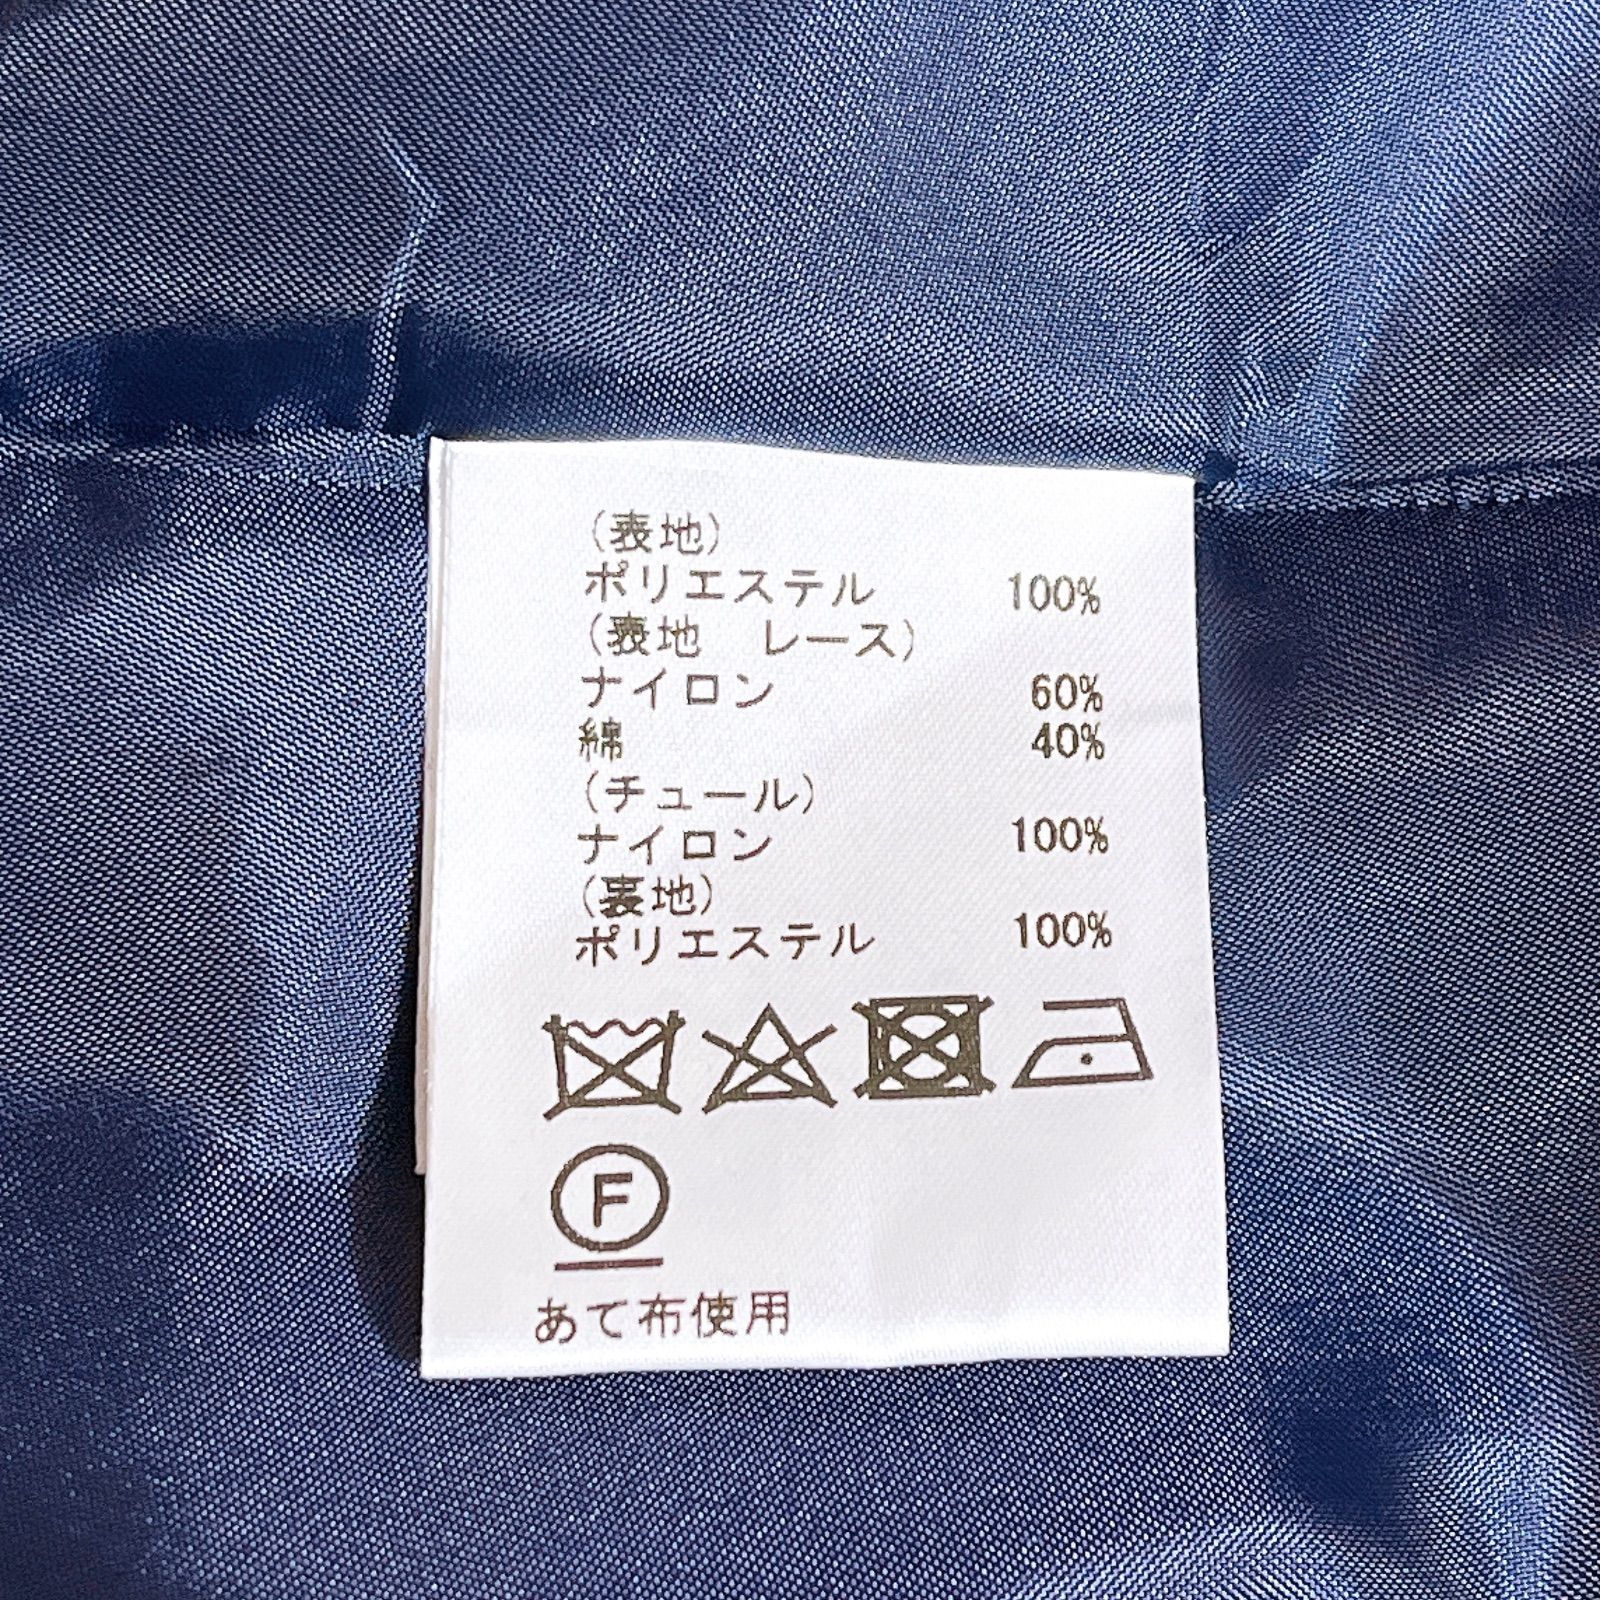 (表地)
ポリエステル 100%
(表地 レース)
ナイロン 60%
綿 40%
(チュール)
ナイロン 100%
(裏地)
ポリエステル 100%
F
あて布使用